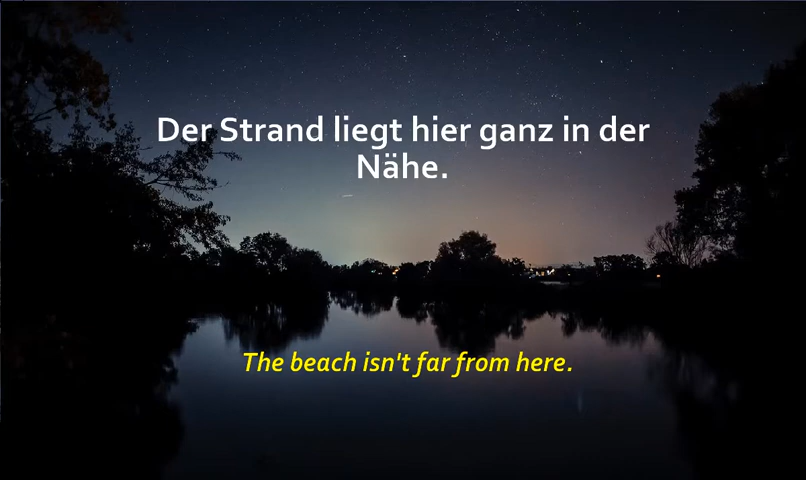 Der Strand liegt hier ganz in der
Nähe.
The beach isn't far from here.